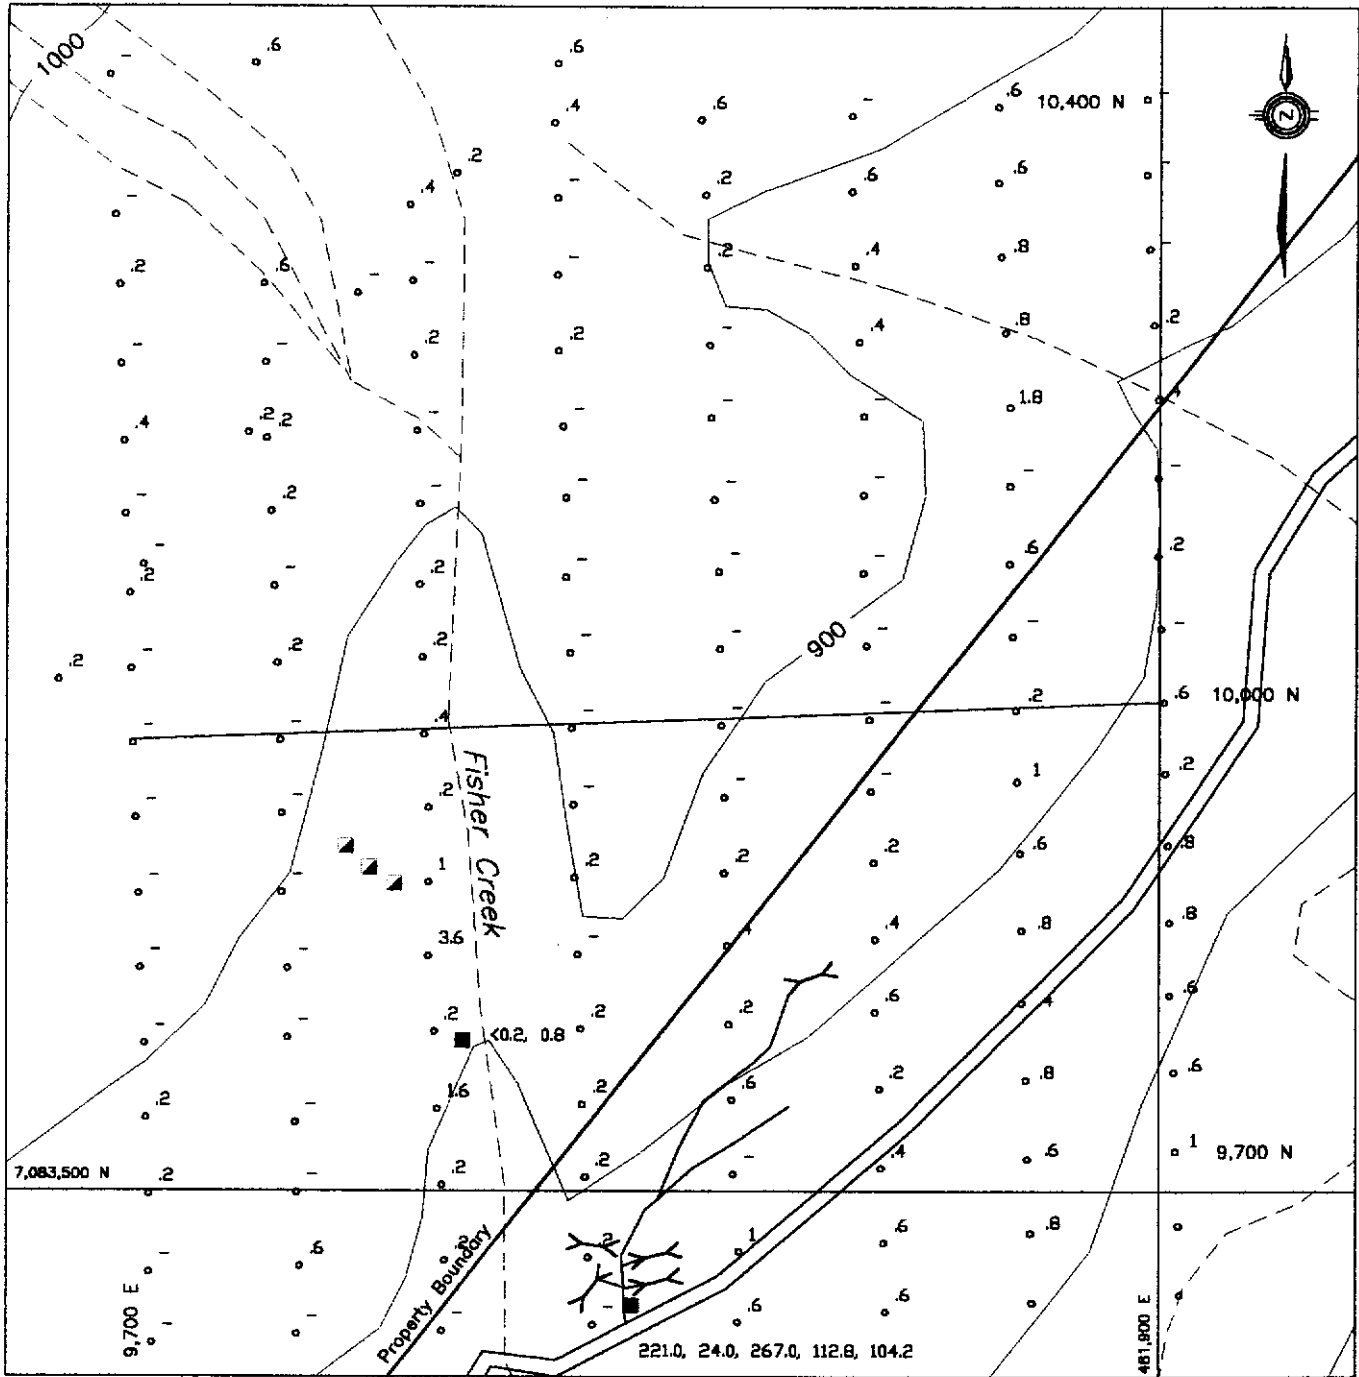 1000
- .6 .6
.4 .6 - .6 10,400 N
N
.2
- .4 - .2 .6 .6
.2 .6 - - - .2 .4 .8
- - .2 .2 - .4 .8 .2
.4 .2 .2 - - - - 1.8
- .2 - - - - - -
-
.2 - .2 - - - .6 .2
.2 - .2 .2 - - - - -
900
- - .4 - - - .2 .6 10,000 N
Fisher Creek
- - .2 - - - 1 .2
- - 1 .2 .2 .2 .6 .8
- - 3.6 - .4 .8 .8
- - .2 <0.2, 0.8 .2 .2 .6 .4 .6
.2 - 1.6 .2 .6 .2 .8 .6
7,083,500 N
.2 - .2 .2 - .4 .6 1 9,700 N
- .6 .2 .2 1 .6 .8
Property Boundary
9,700 E
- - - - .6 .6
221.0, 24.0, 267.0, 112.8, 104.2
461,900 E